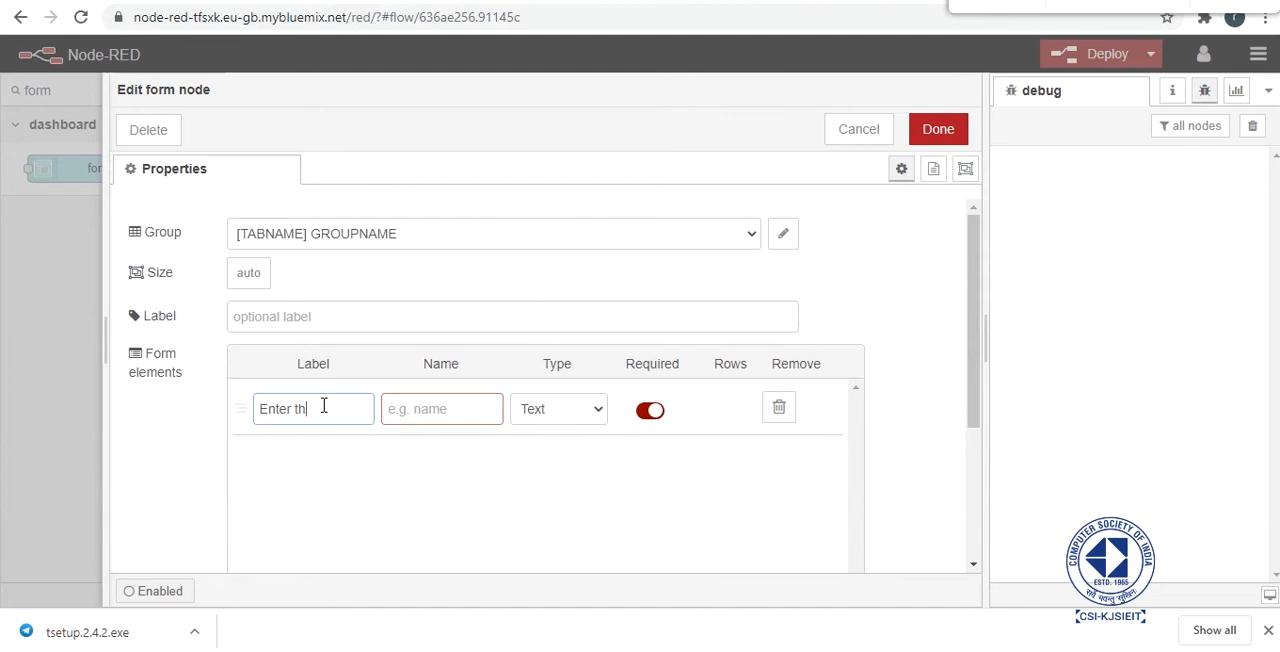 node-red-tfsxk.eu-gb.mybluemix.net/red/?#flow/636ae256.91145c
Node-RED
Deploy
form
Edit form node
debug
i
dashboard
Delete
Cancel
Done
all nodes
for
Properties
Group
[TABNAME] GROUPNAME
Size
auto
Label
optional label
Form
elements
Label
Name
Type
Required
Rows
Remove
Enter th
e.g. name
Text
Enabled
COMPUTER SOCIETY OF INDIA
ESTD. 1965
[CSI-KJSIEIT]
tsetup.2.4.2.exe
Show all